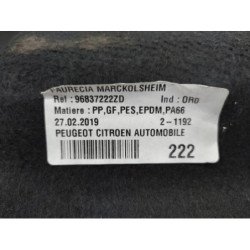 FAURECIA MARCKOLSHEIM
Ref : 96837222ZD Ind : OR0
Matiere : PP,GF,PES,EPDM,PA66
27.02.2019 2-1192
PEUGEOT CITROEN AUTOMOBILE
222